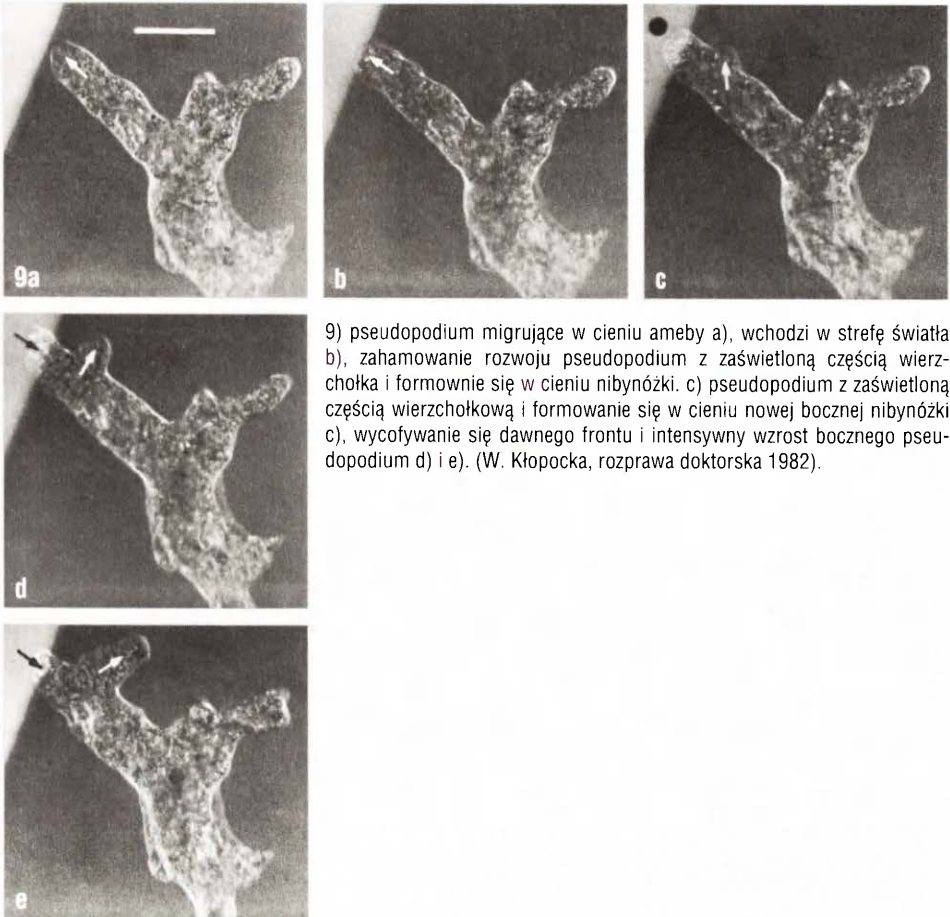 9a
b
c
9) pseudopodium migrujące w cieniu ameby a), wchodzi w strefę światła
b), zahamowanie rozwoju pseudopodium z zaświetloną częścią wierz-
chołka i formownie się w cieniu nibynóżki. c) pseudopodium z zaświetloną
częścią wierzchołkową i formowanie się w cieniu nowej bocznej nibynóżki
c), wycofywanie się dawnego frontu i intensywny wzrost bocznego pseu-
dopodium d) i e). (W. Kłopocka, rozprawa doktorska 1982).
d
e